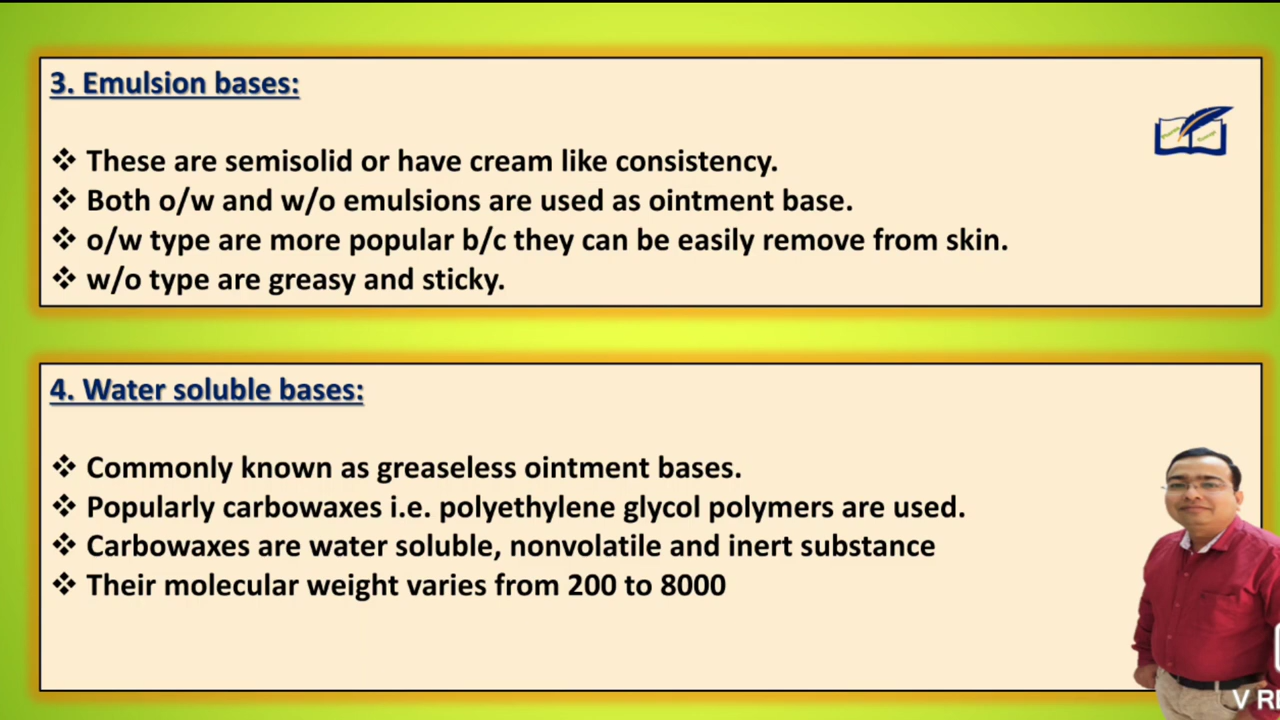 3. Emulsion bases:
❖ These are semisolid or have cream like consistency.
❖ Both o/w and w/o emulsions are used as ointment base.
❖ o/w type are more popular b/c they can be easily remove from skin.
❖ w/o type are greasy and sticky.
4. Water soluble bases:
❖ Commonly known as greaseless ointment bases.
❖ Popularly carbowaxes i.e. polyethylene glycol polymers are used.
❖ Carbowaxes are water soluble, nonvolatile and inert substance
❖ Their molecular weight varies from 200 to 8000